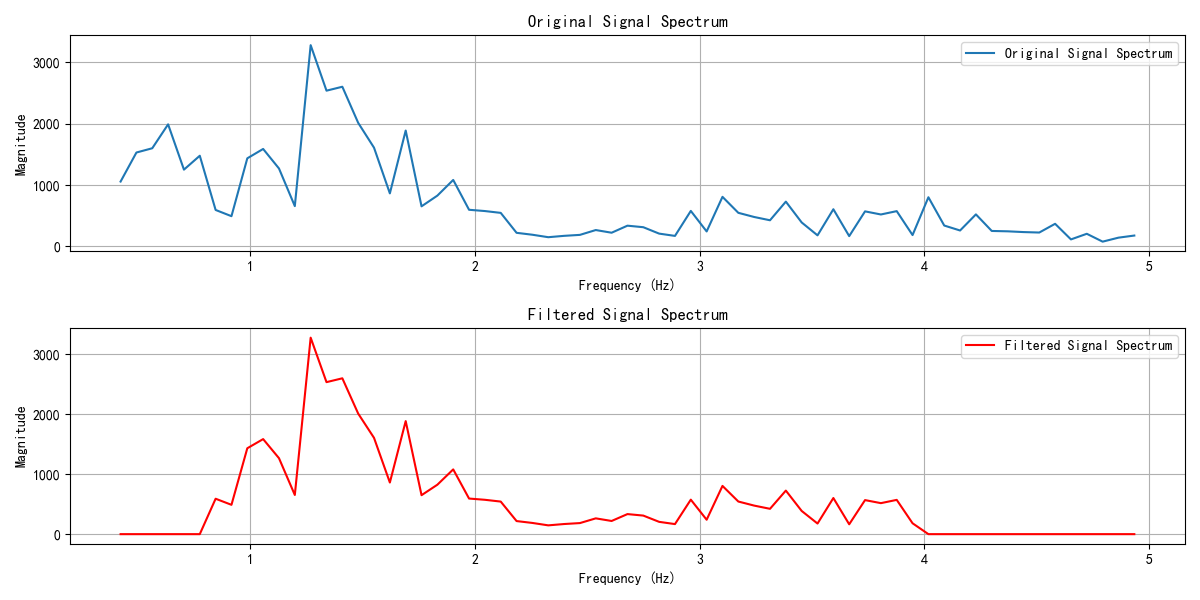 Original Signal Spectrum
Original Signal Spectrum
3000
2000
1000
0
Magnitude
1 2 3 4 5
Frequency (Hz)
Filtered Signal Spectrum
Filtered Signal Spectrum
3000
2000
1000
0
Magnitude
1 2 3 4 5
Frequency (Hz)